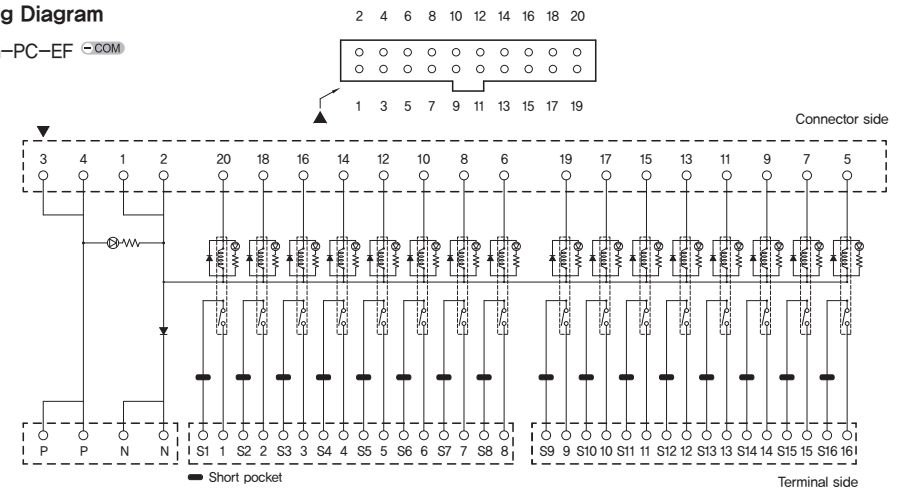 g Diagram
-PC-EF -COM
2 4 6 8 10 12 14 16 18 20
1 3 5 7 9 11 13 15 17 19
Connector side
3 4 1 2 20 18 16 14 12 10 8 6 19 17 15 13 11 9 7 5
P P N N S1 1 S2 2 S3 3 S4 4 S5 5 S6 6 S7 7 S8 8 S9 9 S10 10 S11 11 S12 12 S13 13 S14 14 S15 15 S16 16
Short pocket
Terminal side